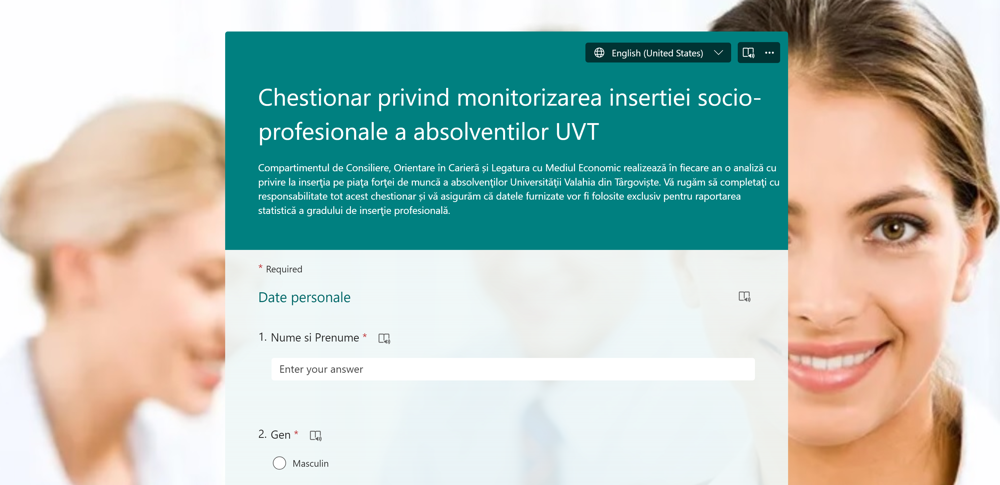 English (United States)
Chestionar privind monitorizarea insertiei socio-
profesionale a absolventilor UVT
Compartimentul de Consiliere, Orientare în Carieră și Legatura cu Mediul Economic realizează în fiecare an o analiză cu
privire la inserţia pe piaţa forţei de muncă a absolvenţilor Universităţii Valahia din Târgoviște. Vă rugăm să completaţi cu
responsabilitate tot acest chestionar și vă asigurăm că datele furnizate vor fi folosite exclusiv pentru raportarea
statistică a gradului de inserţie profesională.
* Required
Date personale
1. Nume si Prenume *
Enter your answer
2. Gen *
Masculin